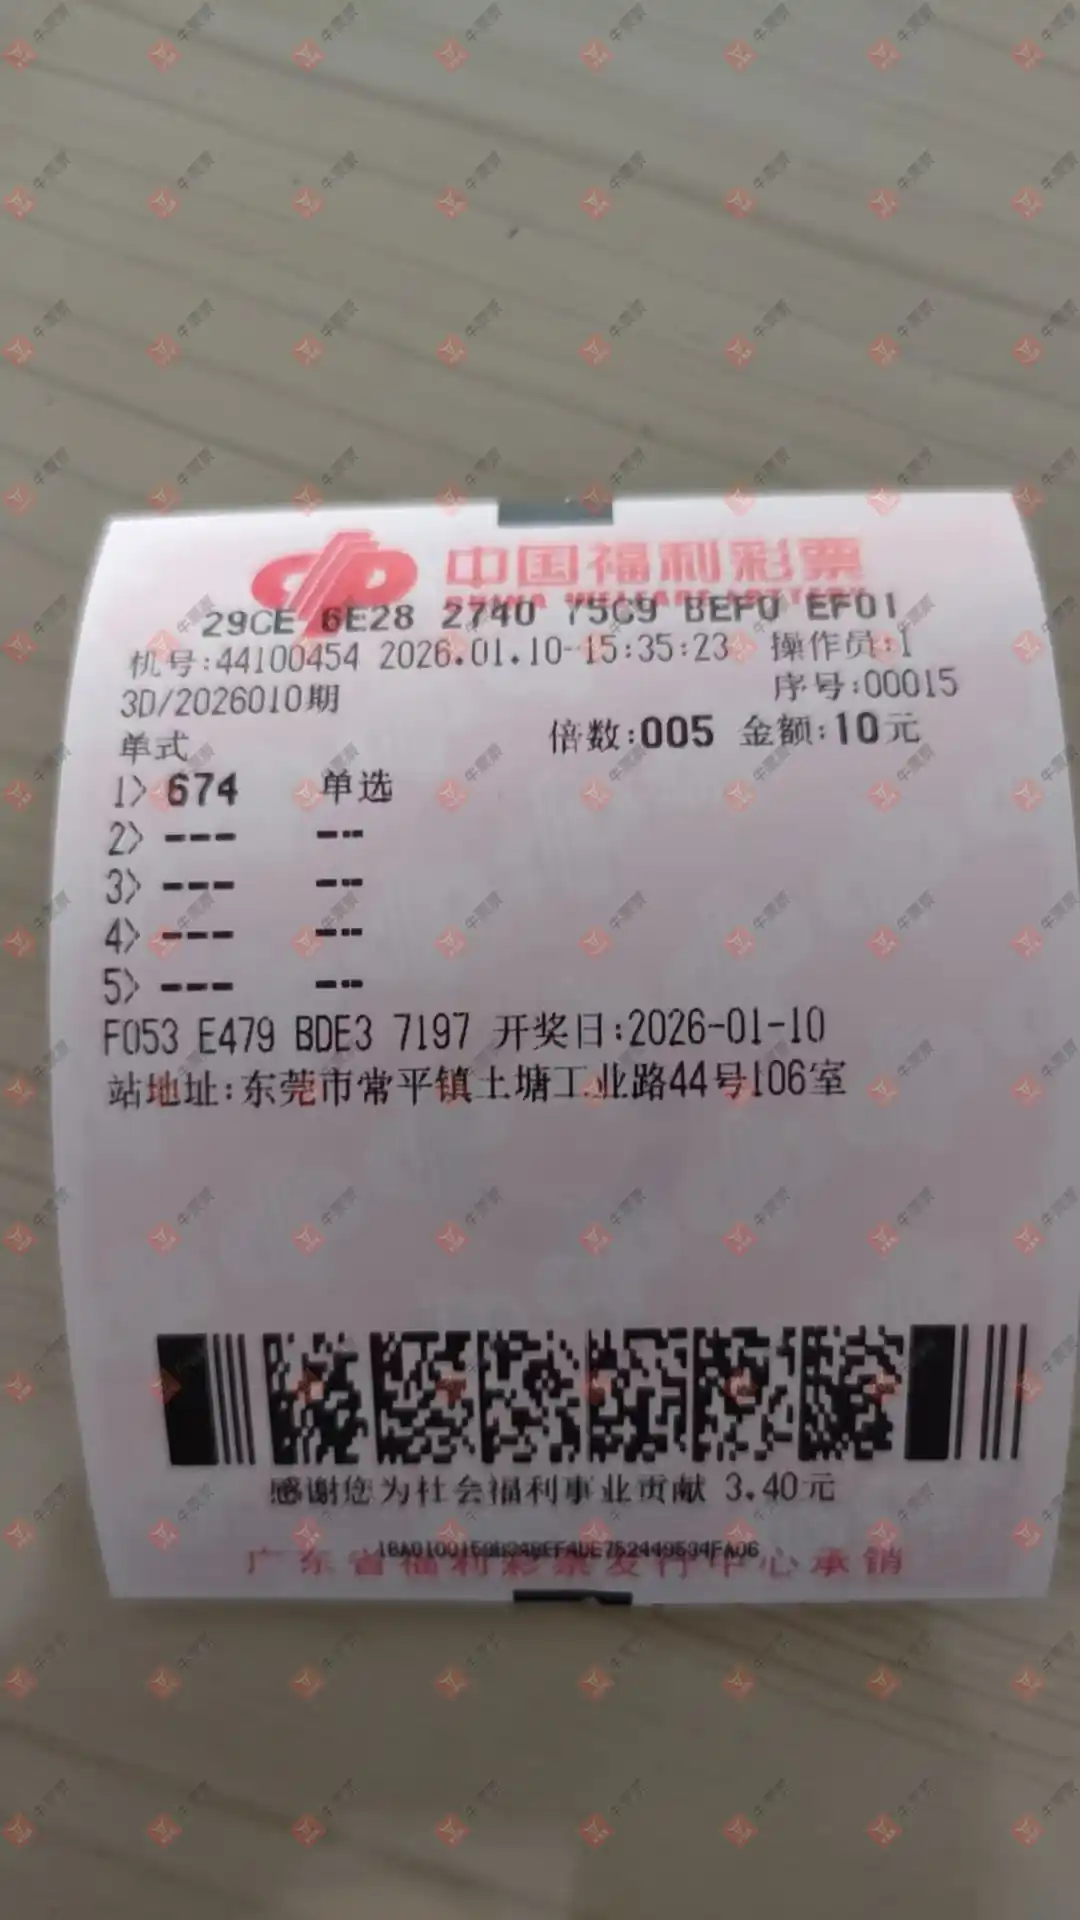 中国福利彩票
CHINA WELFARE LOTTERY
29CE 6E28 2740 75C9 BEF0 EF01
机号:44100454 2026.01.10-15:35:23 操作员:1
3D/2026010期 序号:00015
单式 倍数:005 金额:10元
1> 674 单选
2> --- ---
3> --- ---
4> --- ---
5> --- ---
F053 E479 BDE3 7197 开奖日:2026-01-10
站地址:东莞市常平镇土塘工业路44号106室
感谢您为社会福利事业贡献 3.40元
广东省福利彩票发行中心承销